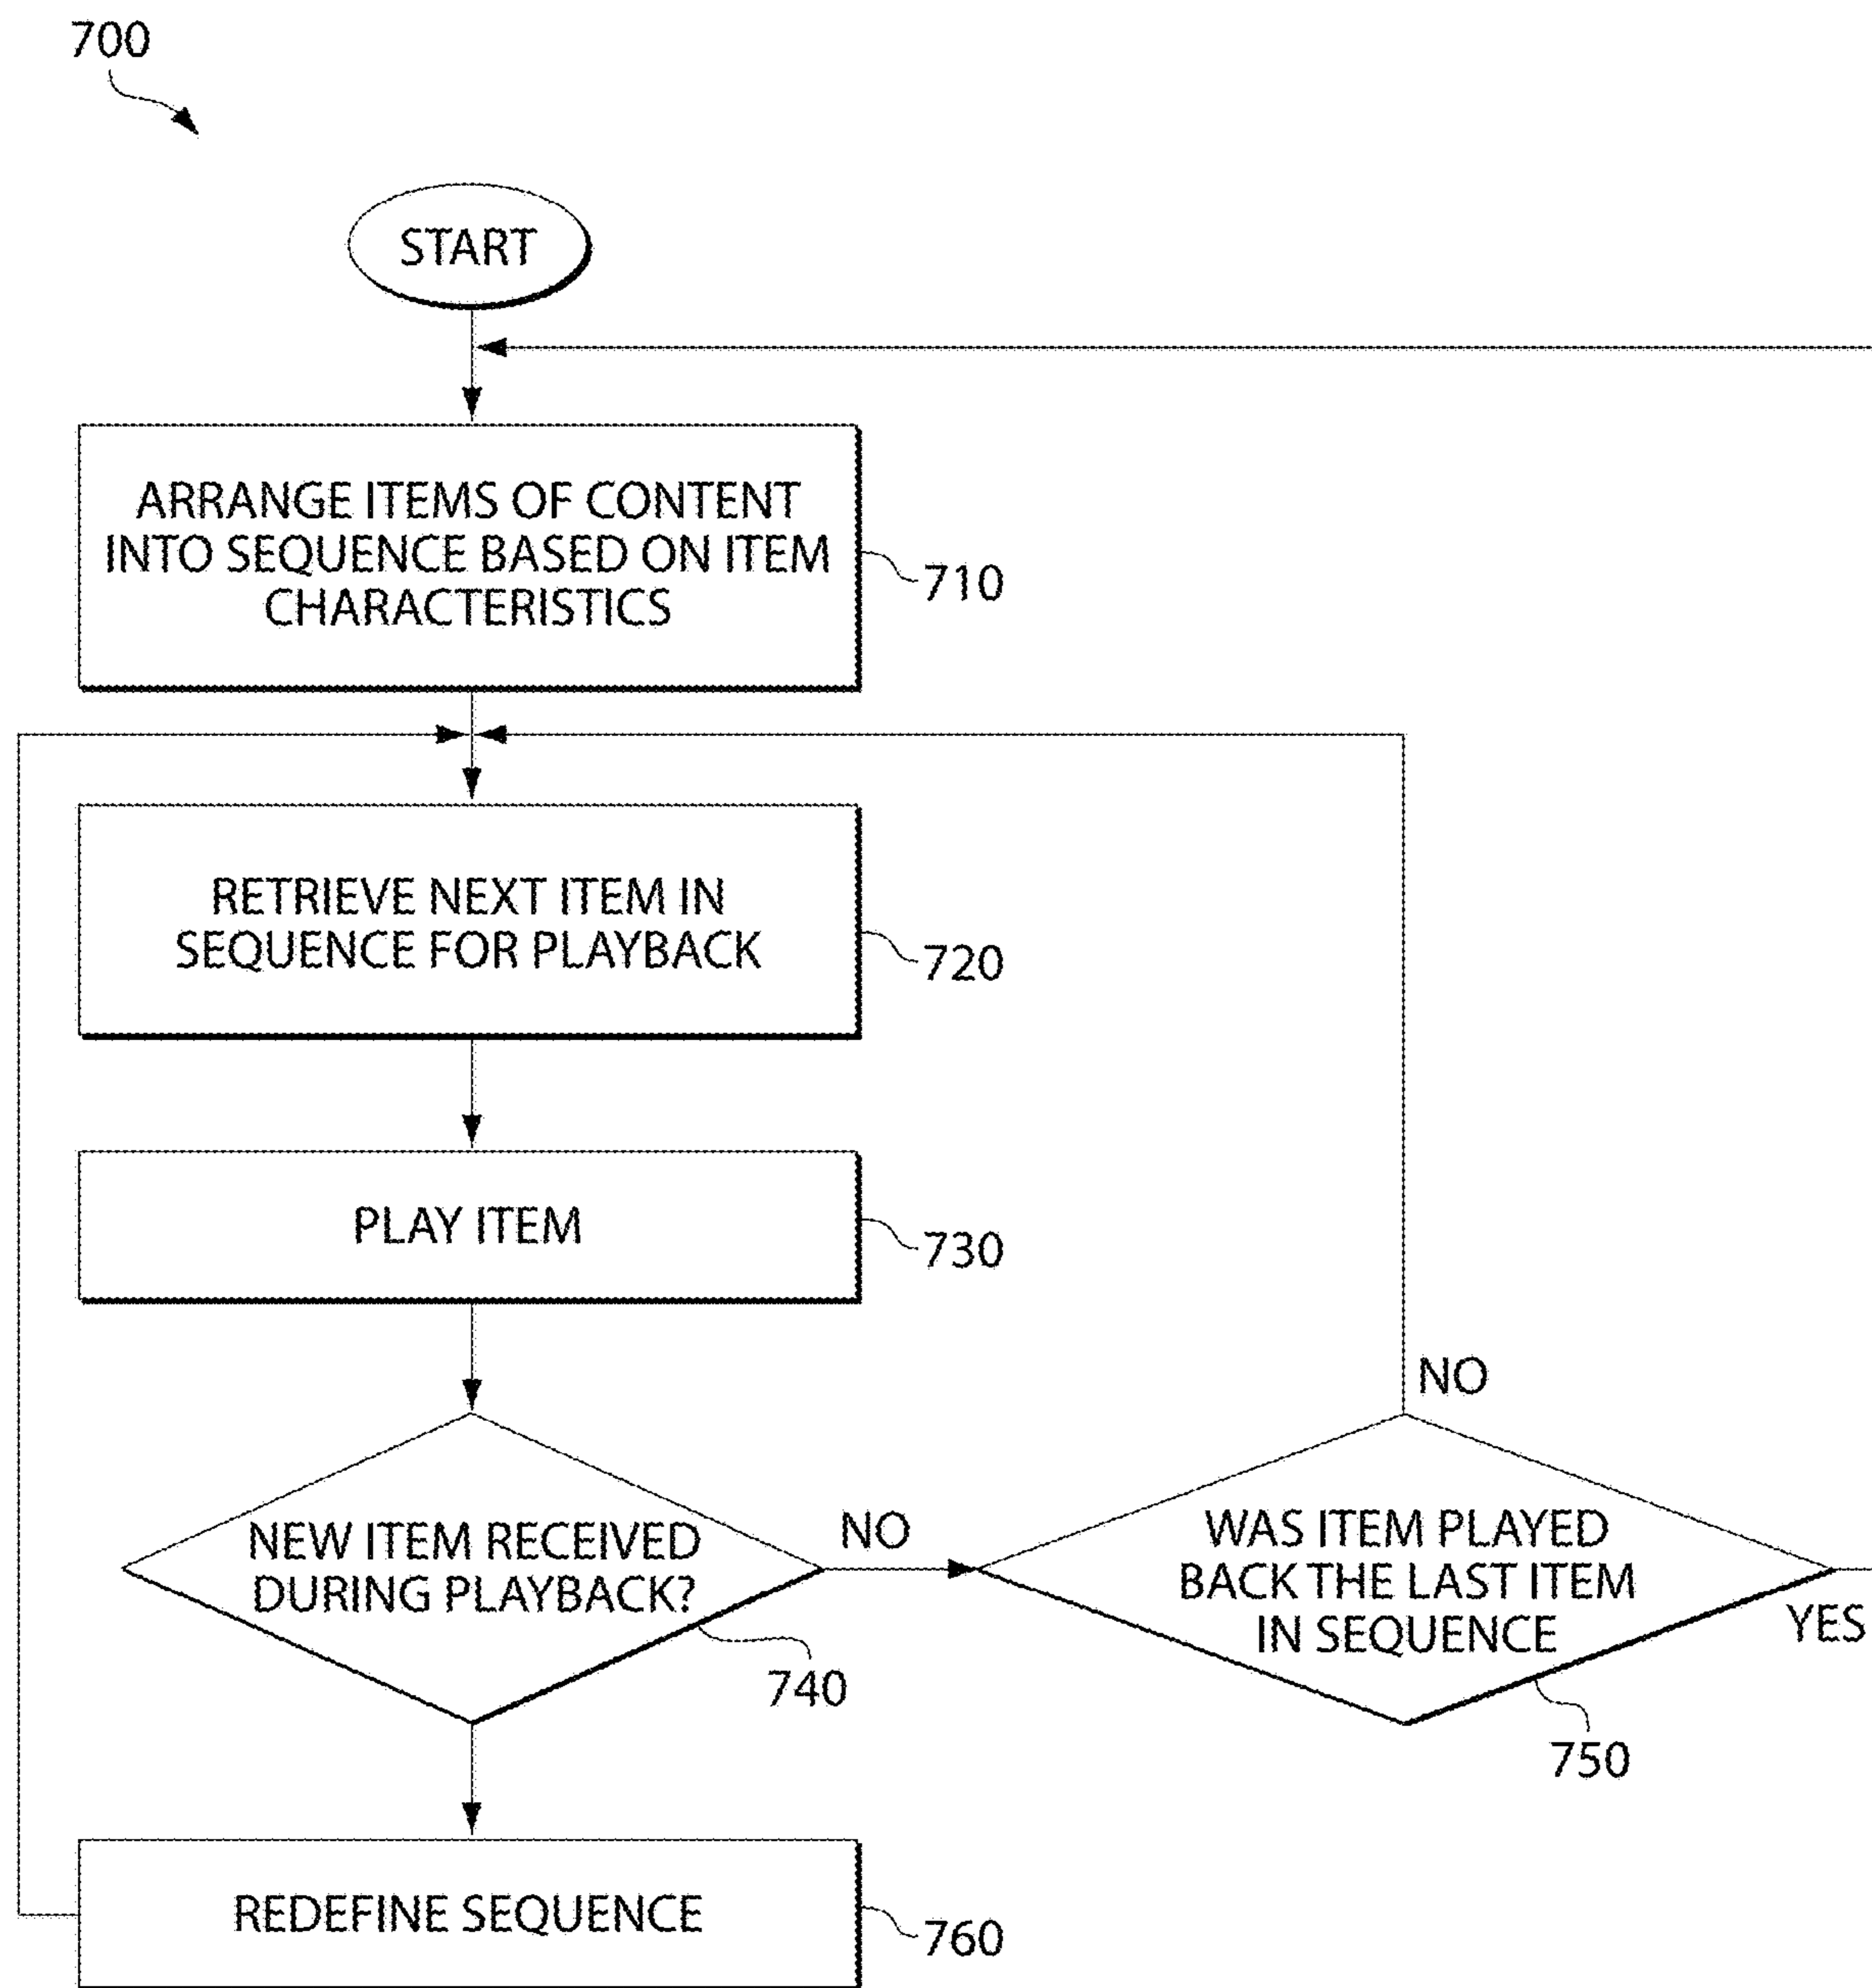 700
START
ARRANGE ITEMS OF CONTENT
INTO SEQUENCE BASED ON ITEM
CHARACTERISTICS
710
RETRIEVE NEXT ITEM IN
SEQUENCE FOR PLAYBACK
720
PLAY ITEM
730
NEW ITEM RECEIVED
DURING PLAYBACK?
740
NO
WAS ITEM PLAYED
BACK THE LAST ITEM
IN SEQUENCE
750
NO
YES
REDEFINE SEQUENCE
760